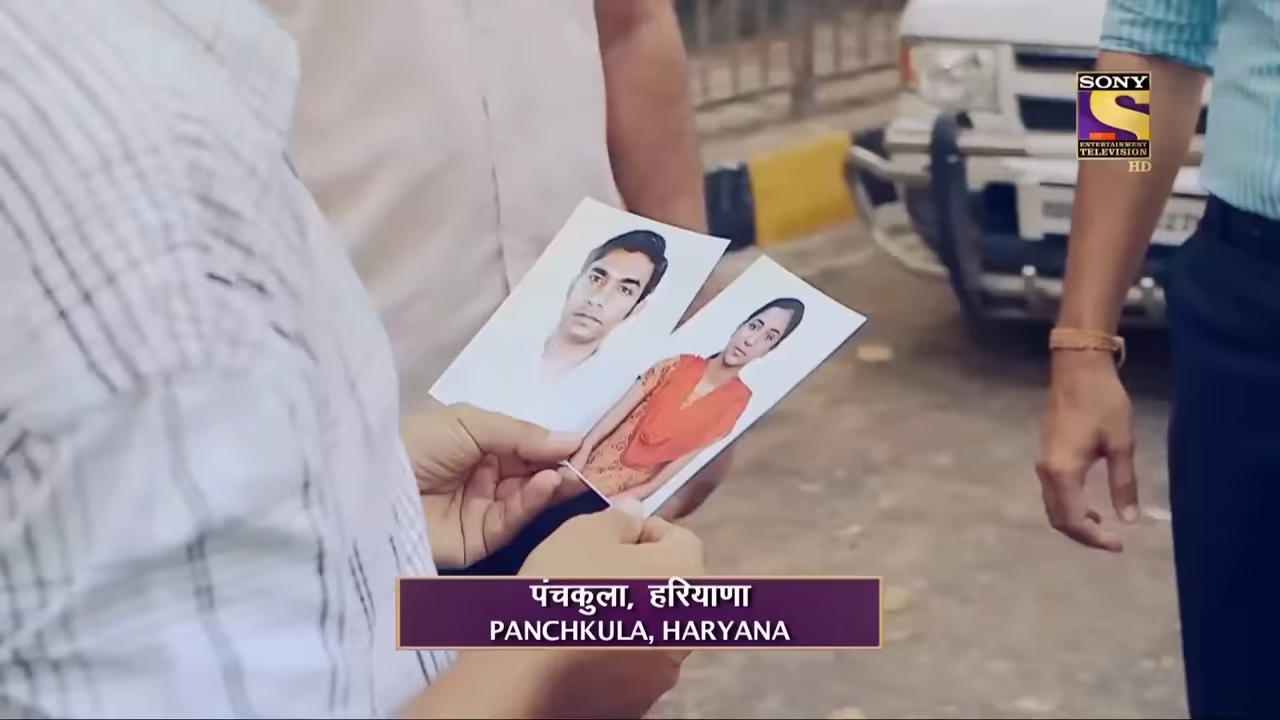 SONY
ENTERTAINMENT
TELEVISION
HD
पंचकुला, हरियाणा
PANCHKULA, HARYANA